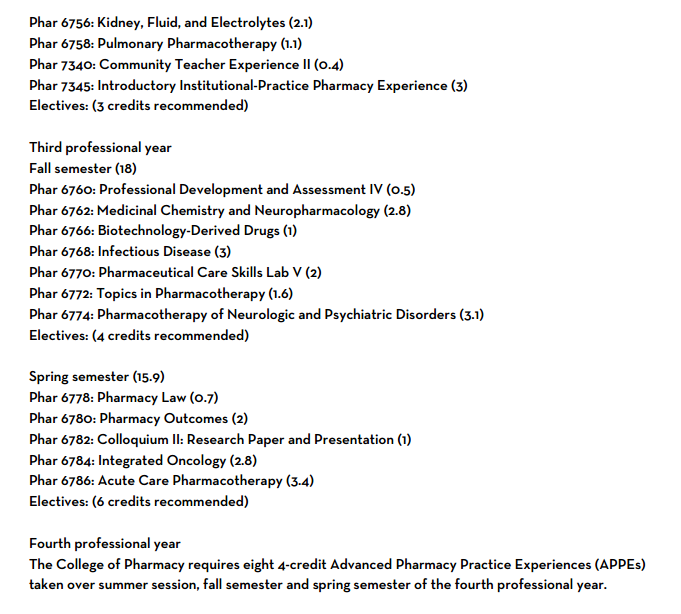 Phar 6756: Kidney, Fluid, and Electrolytes (2.1)
Phar 6758: Pulmonary Pharmacotherapy (1.1)
Phar 7340: Community Teacher Experience II (0.4)
Phar 7345: Introductory Institutional-Practice Pharmacy Experience (3)
Electives: (3 credits recommended)
Third professional year
Fall semester (18)
Phar 6760: Professional Development and Assessment IV (0.5)
Phar 6762: Medicinal Chemistry and Neuropharmacology (2.8)
Phar 6766: Biotechnology-Derived Drugs (1)
Phar 6768: Infectious Disease (3)
Phar 6770: Pharmaceutical Care Skills Lab V (2)
Phar 6772: Topics in Pharmacotherapy (1.6)
Phar 6774: Pharmacotherapy of Neurologic and Psychiatric Disorders (3.1)
Electives: (4 credits recommended)
Spring semester (15.9)
Phar 6778: Pharmacy Law (0.7)
Phar 6780: Pharmacy Outcomes (2)
Phar 6782: Colloquium II: Research Paper and Presentation (1)
Phar 6784: Integrated Oncology (2.8)
Phar 6786: Acute Care Pharmacotherapy (3.4)
Electives: (6 credits recommended)
Fourth professional year
The College of Pharmacy requires eight 4-credit Advanced Pharmacy Practice Experiences (APPEs)
taken over summer session, fall semester and spring semester of the fourth professional year.